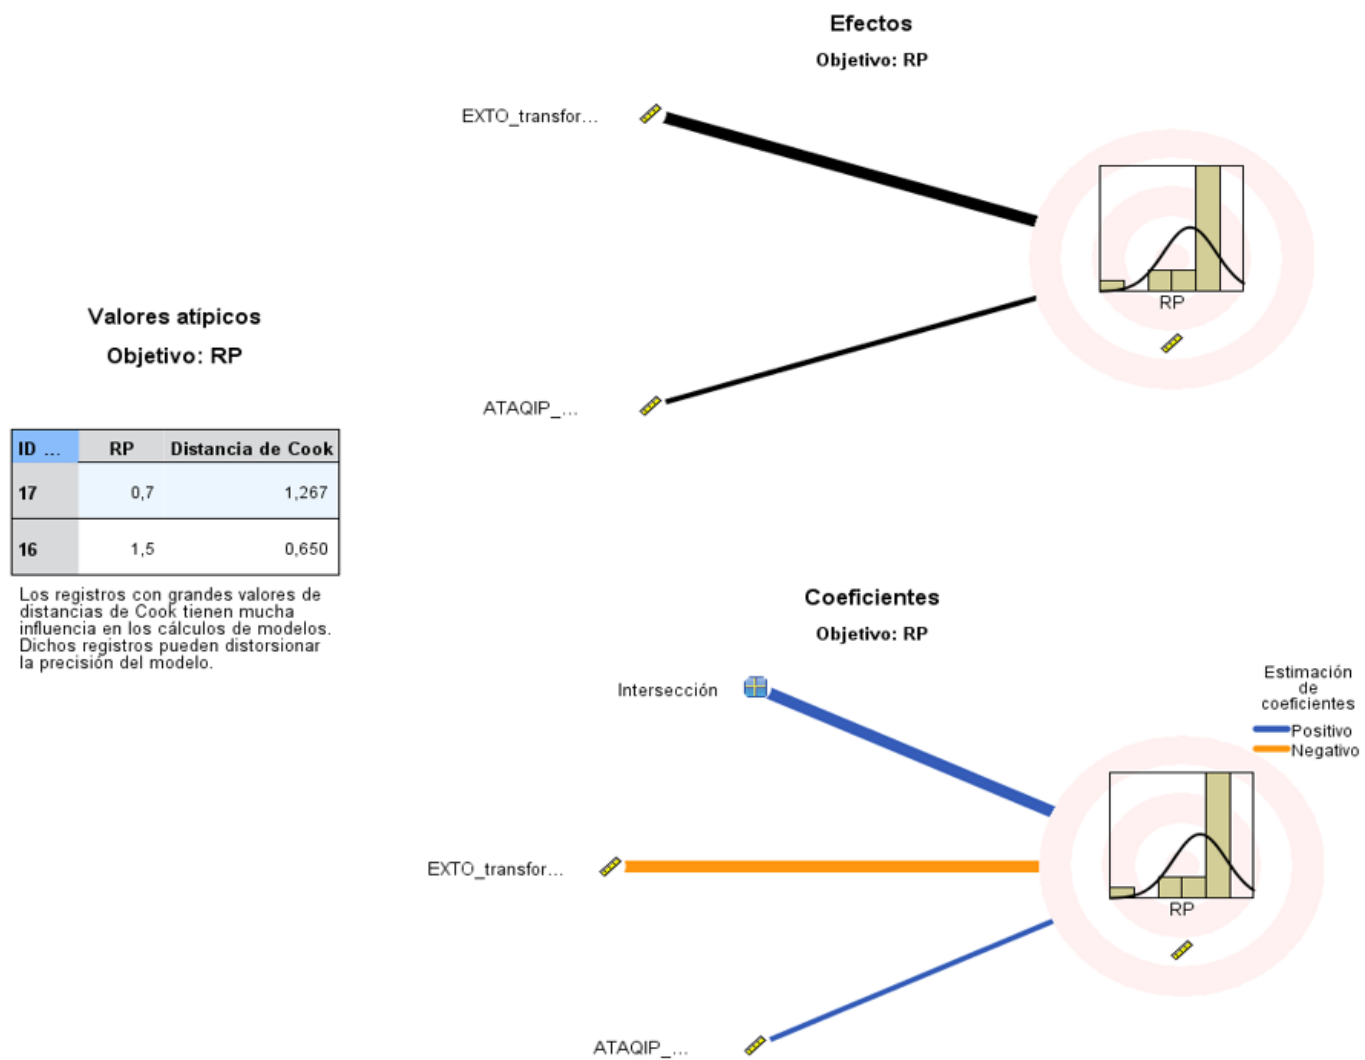 Efectos
Objetivo: RP
EXTO_transfor...
RP
ATAQIP_...
Valores atípicos
Objetivo: RP
ID ... RP Distancia de Cook
17 0,7 1,267
16 1,5 0,650
Los registros con grandes valores de
distancias de Cook tienen mucha
influencia en los cálculos de modelos.
Dichos registros pueden distorsionar
la precisión del modelo.
Coeficientes
Objetivo: RP
Intersección
Estimación
de
coeficientes
Positivo
Negativo
EXTO_transfor...
RP
ATAQIP_...